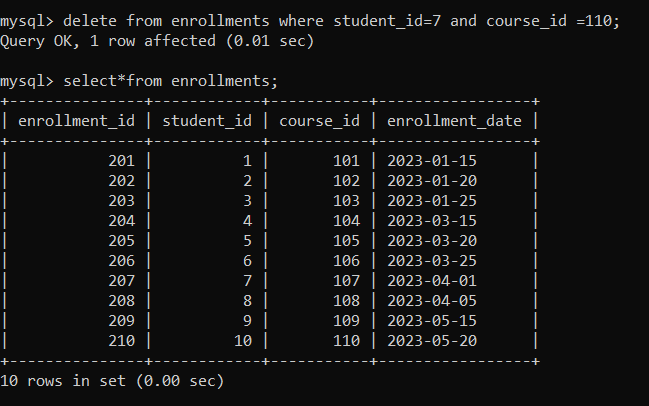 mysql> delete from enrollments where student_id=7 and course_id =110;
Query OK, 1 row affected (0.01 sec)

mysql> select*from enrollments;
+---------------+------------+-----------+-----------------+
| enrollment_id | student_id | course_id | enrollment_date |
+---------------+------------+-----------+-----------------+
|           201 |          1 |       101 | 2023-01-15      |
|           202 |          2 |       102 | 2023-01-20      |
|           203 |          3 |       103 | 2023-01-25      |
|           204 |          4 |       104 | 2023-03-15      |
|           205 |          5 |       105 | 2023-03-20      |
|           206 |          6 |       106 | 2023-03-25      |
|           207 |          7 |       107 | 2023-04-01      |
|           208 |          8 |       108 | 2023-04-05      |
|           209 |          9 |       109 | 2023-05-15      |
|           210 |         10 |       110 | 2023-05-20      |
+---------------+------------+-----------+-----------------+
10 rows in set (0.00 sec)